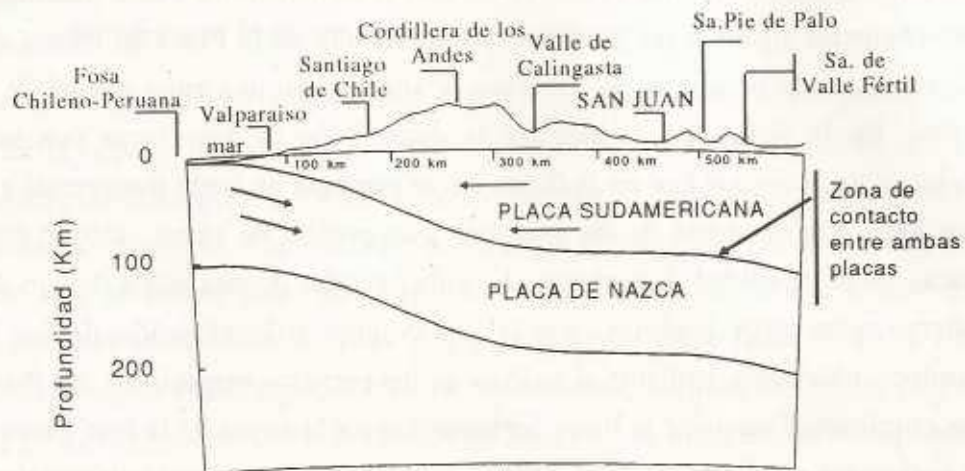 Fosa
Chileno-Peruana
Valparaiso
Santiago
de Chile
Cordillera de los
Andes
Valle de
Calingasta
SAN JUAN
Sa.Pie de Palo
Sa. de
Valle Fértil
mar
0
100 km
200 km
300 km
400 km
500 km
PLACA SUDAMERICANA
Zona de
contacto
entre ambas
placas
100
PLACA DE NAZCA
200
Profundidad (Km)